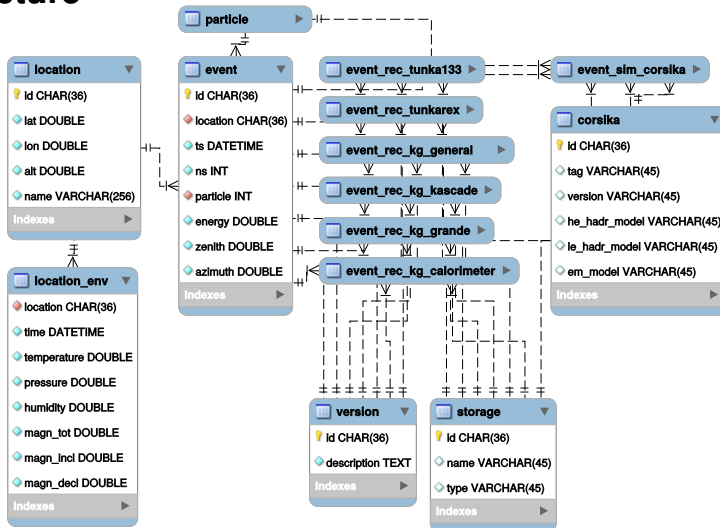 particle
location
id CHAR(36)
lat DOUBLE
lon DOUBLE
alt DOUBLE
name VARCHAR(256)
Indexes
location_env
location CHAR(36)
time DATETIME
temperature DOUBLE
pressure DOUBLE
humidity DOUBLE
magn_tot DOUBLE
magn_incl DOUBLE
magn_decl DOUBLE
Indexes
event
id CHAR(36)
location CHAR(36)
ts DATETIME
ns INT
particle INT
energy DOUBLE
zenith DOUBLE
azimuth DOUBLE
Indexes
event_rec_tunka133
event_rec_tunkarex
event_rec_kg_general
event_rec_kg_kascade
event_rec_kg_grande
event_rec_kg_calorimeter
event_sim_corsika
corsika
id CHAR(36)
tag VARCHAR(45)
version VARCHAR(45)
he_hadr_model VARCHAR(45)
le_hadr_model VARCHAR(45)
em_model VARCHAR(45)
Indexes
version
id CHAR(36)
description TEXT
Indexes
storage
id CHAR(36)
name VARCHAR(45)
type VARCHAR(45)
Indexes